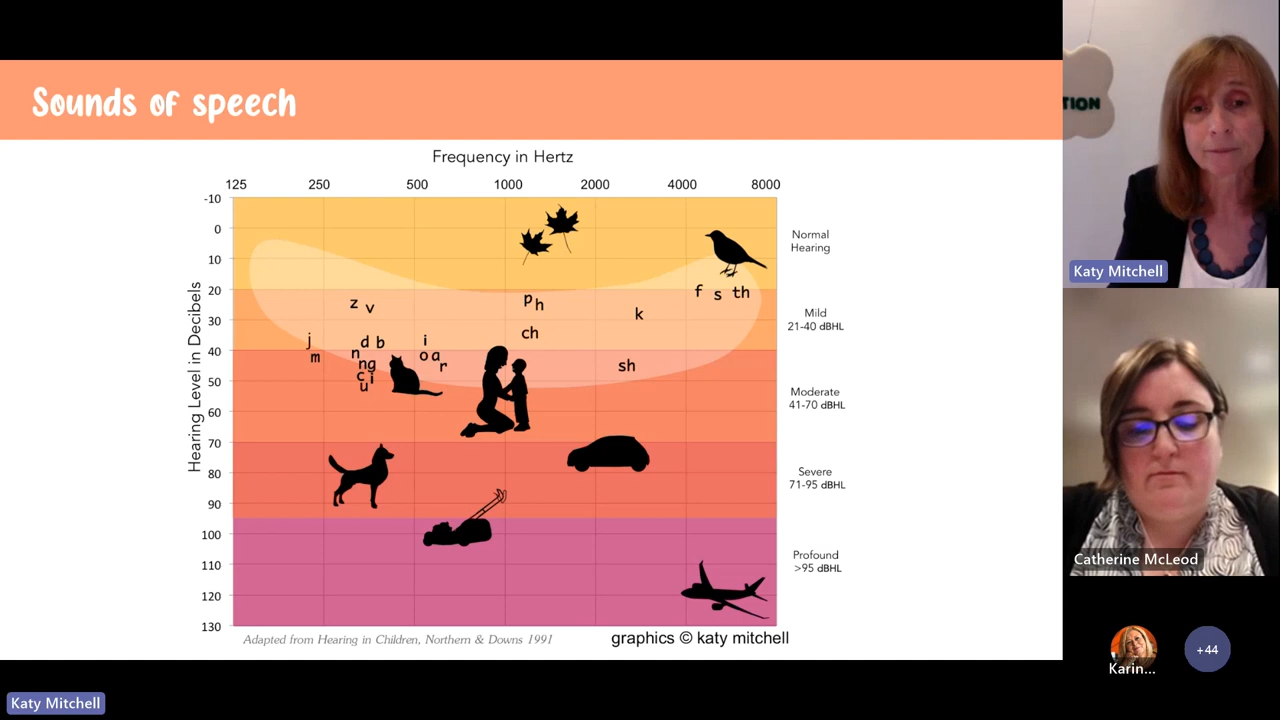 Sounds of speech
Frequency in Hertz
125 250 500 1000 2000 4000 8000
Hearing Level in Decibels
-10
0
10
20
30
40
50
60
70
80
90
100
110
120
130
z v
j
m
d b
n
ng
c i
u
i
o a
r
p h
ch
k
sh
f s th
Normal
Hearing
Mild
21-40 dBHL
Moderate
41-70 dBHL
Severe
71-95 dBHL
Profound
>95 dBHL
Adapted from Hearing in Children, Northern & Downs 1991
graphics © katy mitchell
TION
Katy Mitchell
Catherine McLeod
Karin...
+44
Katy Mitchell